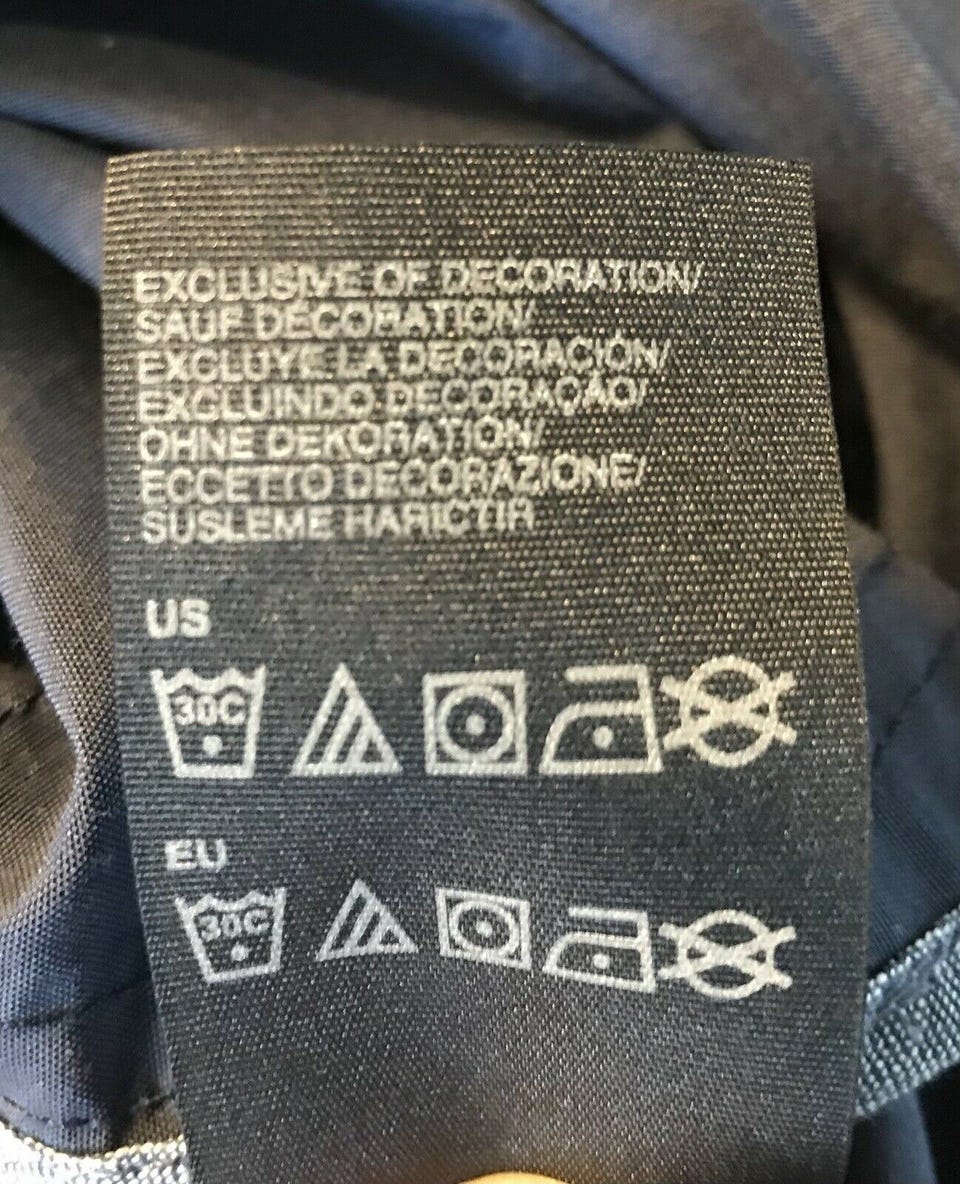 EXCLUSIVE OF DECORATION/
SAUF DÉCORATION/
EXCLUYE LA DECORACIÓN/
EXCLUINDO DECORAÇÃO/
OHNE DEKORATION/
ECCETTO DECORAZIONE/
SUSLEME HARICTIR
US
30C
EU
30C